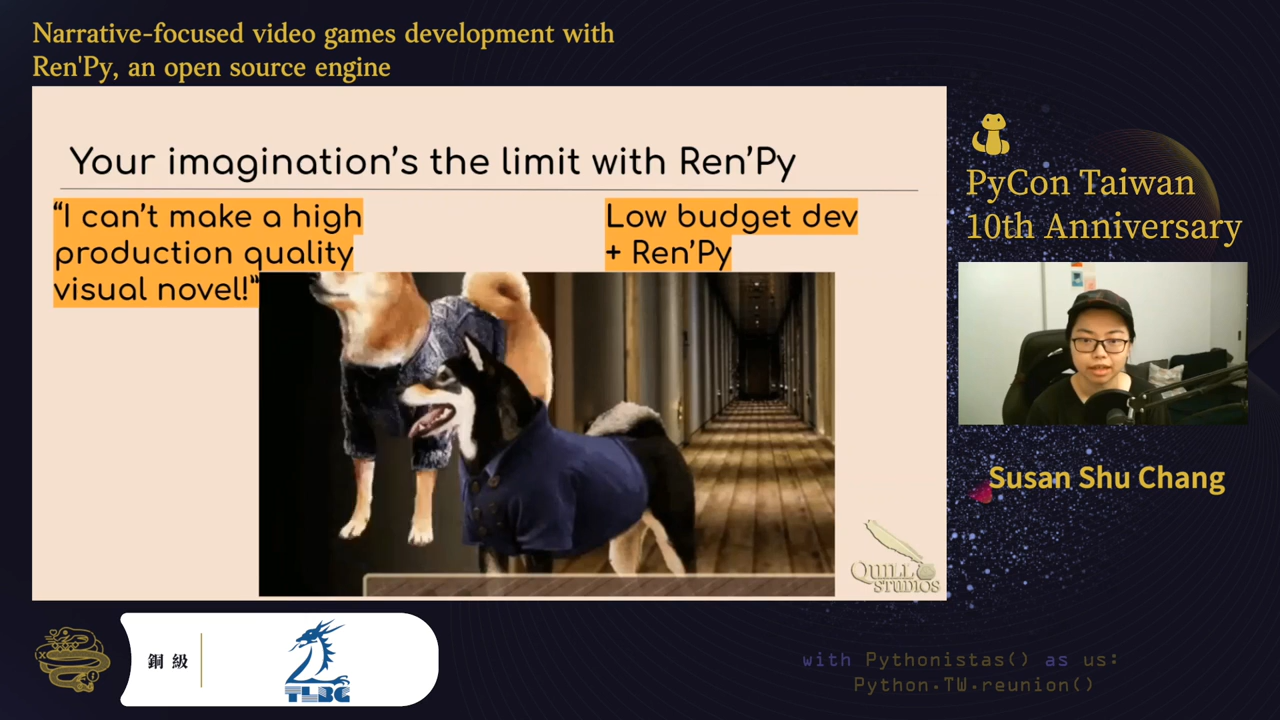 Narrative-focused video games development with
Ren'Py, an open source engine
Your imagination's the limit with Ren'Py
“I can't make a high
production quality
visual novel!”
Low budget dev
+ Ren'Py
QUILL
STUDIOS
PyCon Taiwan
10th Anniversary
Susan Shu Chang
銅級
TLBC
with Pythonistas() as us:
Python.TW.reunion()